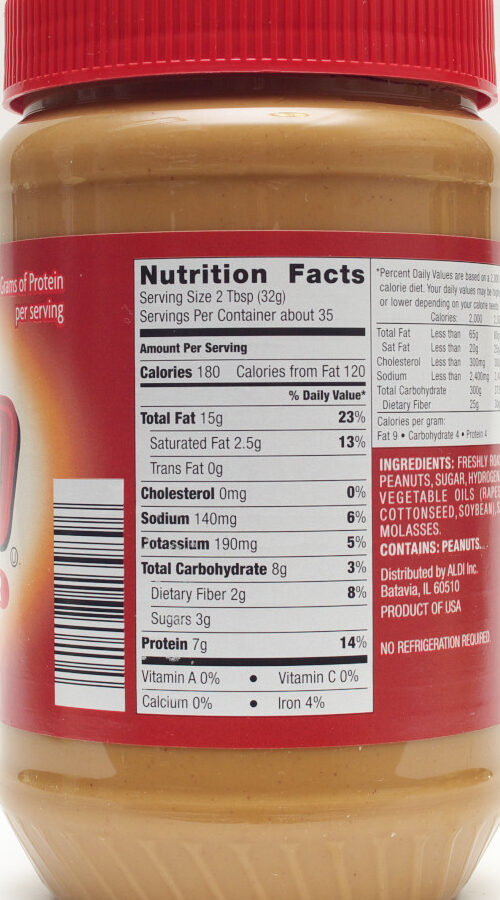 Grams of Protein
per serving
Nutrition Facts
Serving Size 2 Tbsp (32g)
Servings Per Container about 35
Amount Per Serving
Calories 180 Calories from Fat 120
% Daily Value*
Total Fat 15g 23%
Saturated Fat 2.5g 13%
Trans Fat 0g
Cholesterol 0mg 0%
Sodium 140mg 6%
Potassium 190mg 5%
Total Carbohydrate 8g 3%
Dietary Fiber 2g 8%
Sugars 3g
Protein 7g 14%
Vitamin A 0% • Vitamin C 0%
Calcium 0% • Iron 4%
*Percent Daily Values are based on a
calorie diet. Your daily values may be
or lower depending on your calorie
Calories: 2,000
Total Fat Less than 65g
Sat Fat Less than 20g
Cholesterol Less than 300mg
Sodium Less than 2,400mg
Total Carbohydrate 300g
Dietary Fiber 25g
Calories per gram:
Fat 9 • Carbohydrate 4 • Protein 4
INGREDIENTS: FRESHLY
PEANUTS, SUGAR,
VEGETABLE OILS
COTTONSEED, SOYBEAN),
MOLASSES.
CONTAINS: PEANUTS.
Distributed by ALDI Inc.
Batavia, IL 60510
PRODUCT OF USA
NO REFRIGERATION REQUIRED